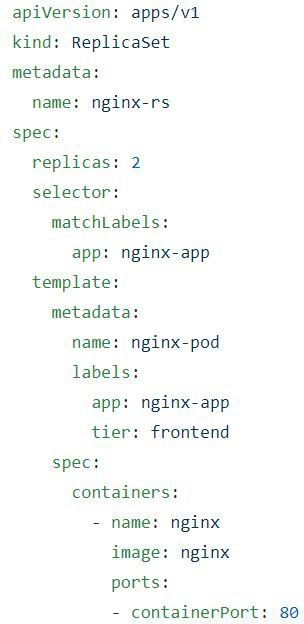 apiVersion: apps/v1
kind: ReplicaSet
metadata:
  name: nginx-rs
spec:
  replicas: 2
  selector:
    matchLabels:
      app: nginx-app
  template:
    metadata:
      name: nginx-pod
      labels:
        app: nginx-app
        tier: frontend
    spec:
      containers:
        - name: nginx
          image: nginx
          ports:
          - containerPort: 80